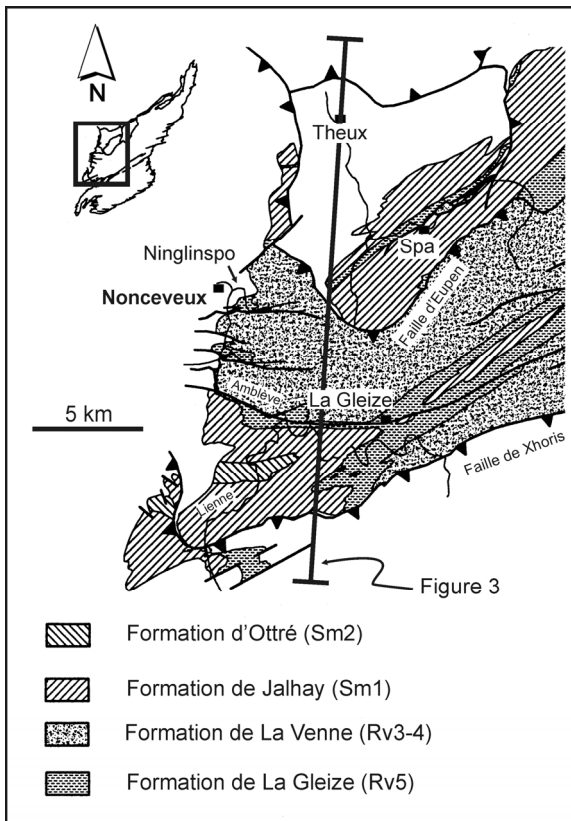 N
Theux
Spa
Ninglinspo
Nonceveux
Faille d'Eupen
Amblève
La Gleize
5 km
Faille de Xhoris
Lienne
Figure 3
Formation d'Ottré (Sm2)
Formation de Jalhay (Sm1)
Formation de La Venne (Rv3-4)
Formation de La Gleize (Rv5)